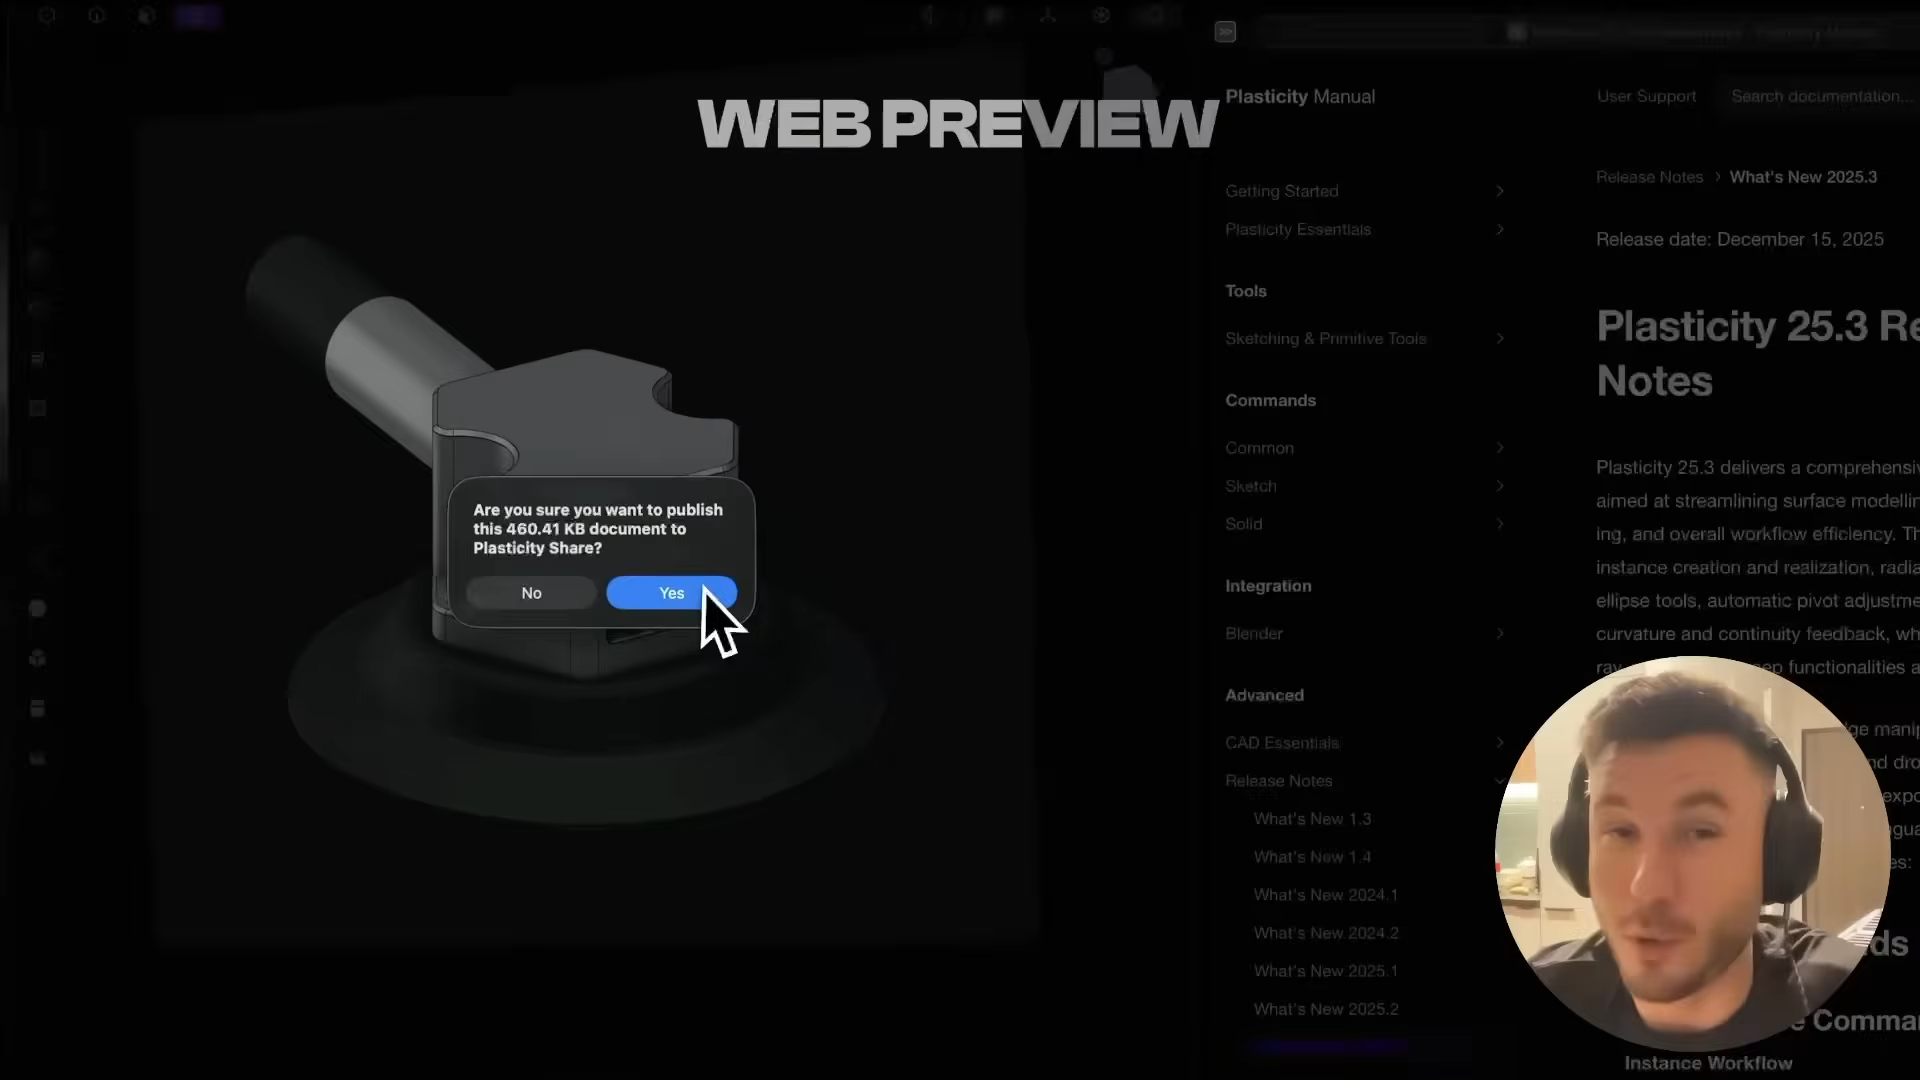 WEB PREVIEW
Are you sure you want to publish
this 460.41 KB document to
Plasticity Share?
No
Yes
Plasticity Manual
User Support
Search documentation...
Getting Started
Plasticity Essentials
Tools
Sketching & Primitive Tools
Commands
Common
Sketch
Solid
Integration
Blender
Advanced
CAD Essentials
Release Notes
What's New 1.3
What's New 1.4
What's New 2024.1
What's New 2024.2
What's New 2025.1
What's New 2025.2
Release Notes > What's New 2025.3
Release date: December 15, 2025
Plasticity 25.3 Re
Notes
Plasticity 25.3 delivers a comprehensiv
aimed at streamlining surface modellin
ing, and overall workflow efficiency. Th
instance creation and realization, radia
ellipse tools, automatic pivot adjustme
curvature and continuity feedback, wh
functionalities a
Instance Workflow